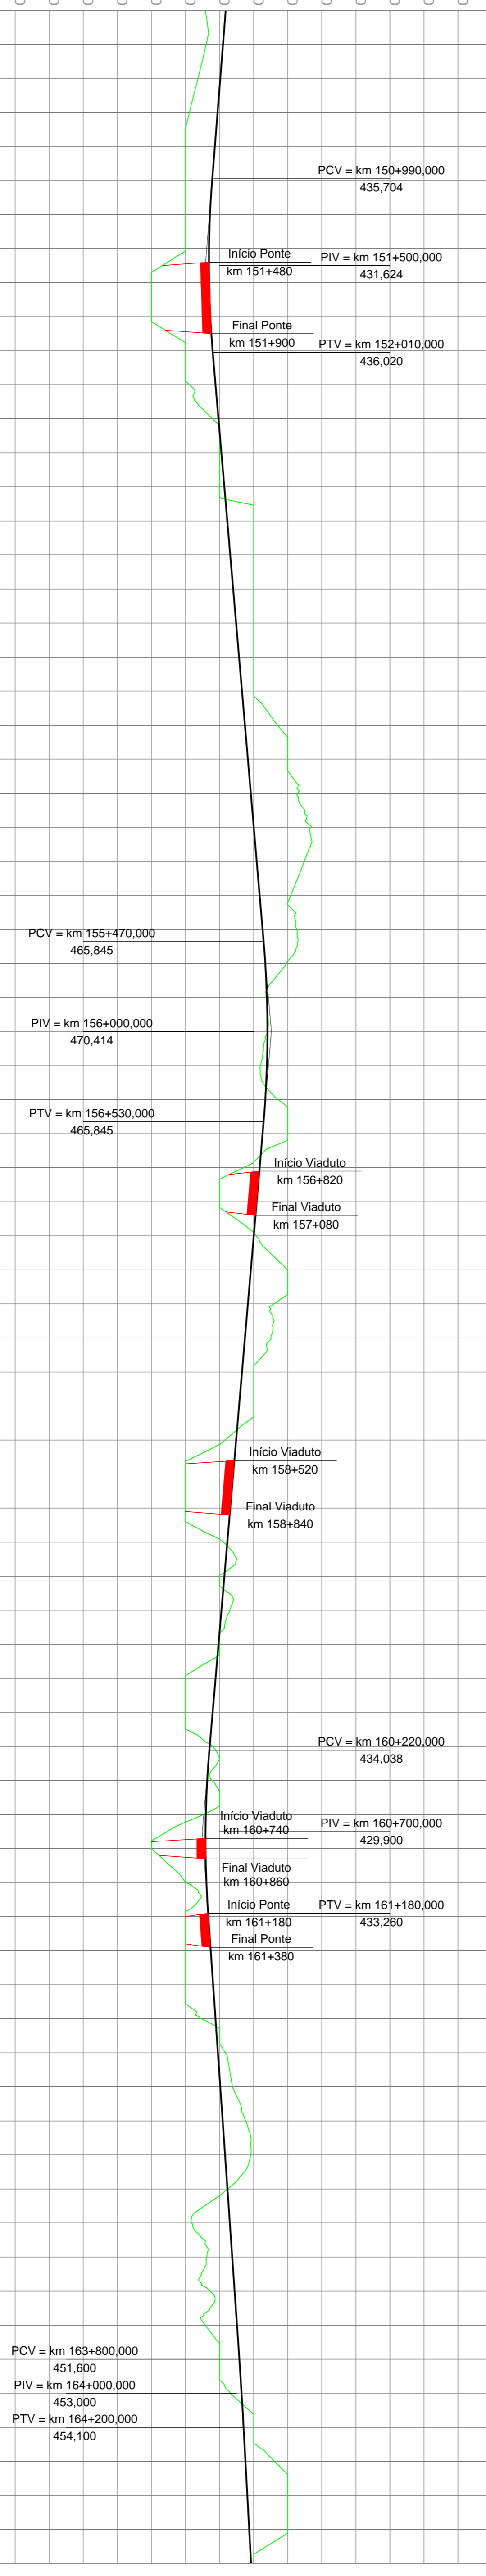 PCV = km 150+990,000
435,704
Início Ponte
km 151+480
PIV = km 151+500,000
431,624
Final Ponte
km 151+900
PTV = km 152+010,000
436,020
PCV = km 155+470,000
465,845
PIV = km 156+000,000
470,414
PTV = km 156+530,000
465,845
Início Viaduto
km 156+820
Final Viaduto
km 157+080
Início Viaduto
km 158+520
Final Viaduto
km 158+840
PCV = km 160+220,000
434,038
Início Viaduto
km 160+740
PIV = km 160+700,000
429,900
Final Viaduto
km 160+860
Início Ponte
km 161+180
PTV = km 161+180,000
433,260
Final Ponte
km 161+380
PCV = km 163+800,000
451,600
PIV = km 164+000,000
453,000
PTV = km 164+200,000
454,100